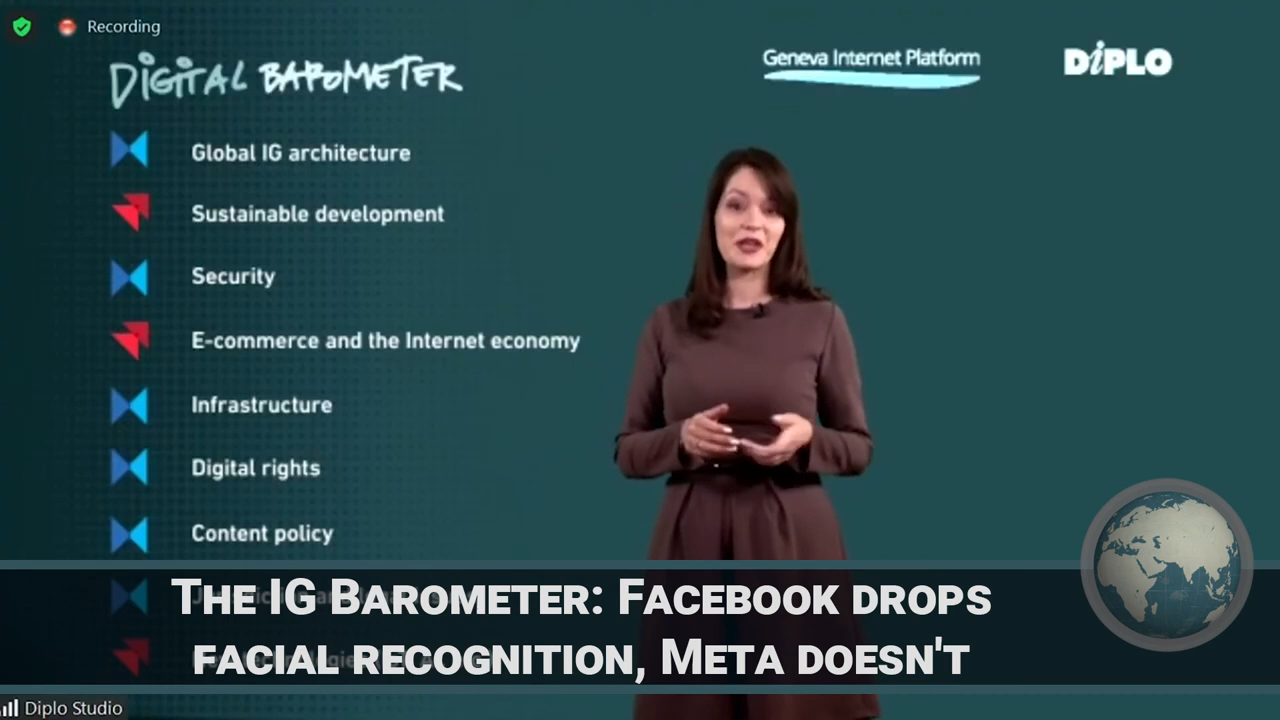 Recording
DIGITAL BAROMETER
Geneva Internet Platform
DiPLO
Global IG architecture
Sustainable development
Security
E-commerce and the Internet economy
Infrastructure
Digital rights
Content policy
The IG Barometer: Facebook drops
facial recognition, Meta doesn't
Diplo Studio